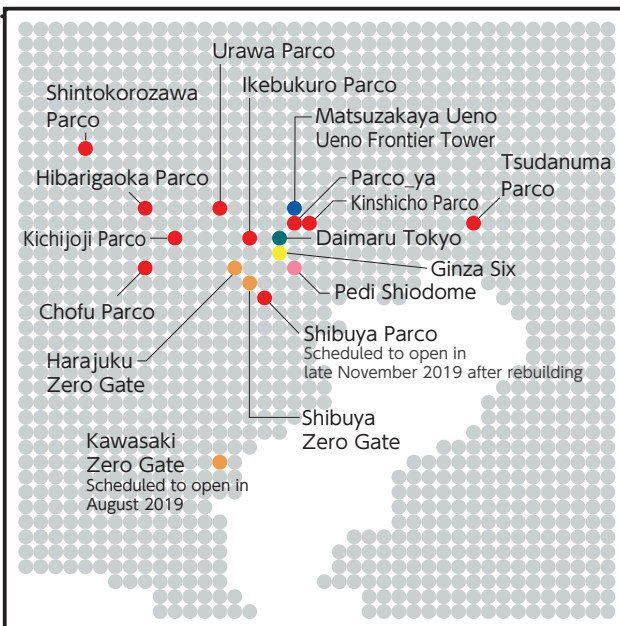 Urawa Parco
Ikebukuro Parco
Shintokorozawa
Parco
Matsuzakaya Ueno
Ueno Frontier Tower
Tsudanuma
Parco
Hibarigaoka Parco
Parco_ya
Kinshicho Parco
Kichijoji Parco
Daimaru Tokyo
Ginza Six
Pedi Shiodome
Chofu Parco
Shibuya Parco
Scheduled to open in
late November 2019 after rebuilding
Harajuku
Zero Gate
Shibuya
Zero Gate
Kawasaki
Zero Gate
Scheduled to open in
August 2019